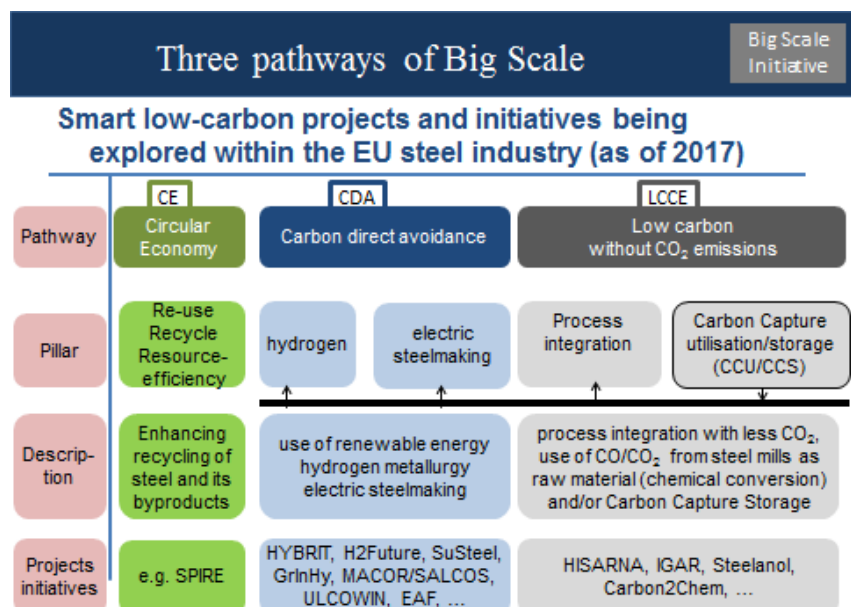 Three pathways of Big Scale
Big Scale
Initiative
Smart low-carbon projects and initiatives being
explored within the EU steel industry (as of 2017)
CE
CDA
LCCE
Pathway
Circular
Economy
Carbon direct avoidance
Low carbon
without CO₂ emissions
Pillar
Re-use
Recycle
Resource-
efficiency
hydrogen
electric
steelmaking
Process
integration
Carbon Capture
utilisation/storage
(CCU/CCS)
Descrip-
tion
Enhancing
recycling of
steel and its
byproducts
use of renewable energy
hydrogen metallurgy
electric steelmaking
process integration with less CO₂,
use of CO/CO₂ from steel mills as
raw material (chemical conversion)
and/or Carbon Capture Storage
Projects
initiatives
e.g. SPIRE
HYBRIT, H2Future, SuSteel,
GrInHy, MACOR/SALCOS,
ULCOWIN, EAF, ...
HISARNA, IGAR, Steelanol,
Carbon2Chem, ...